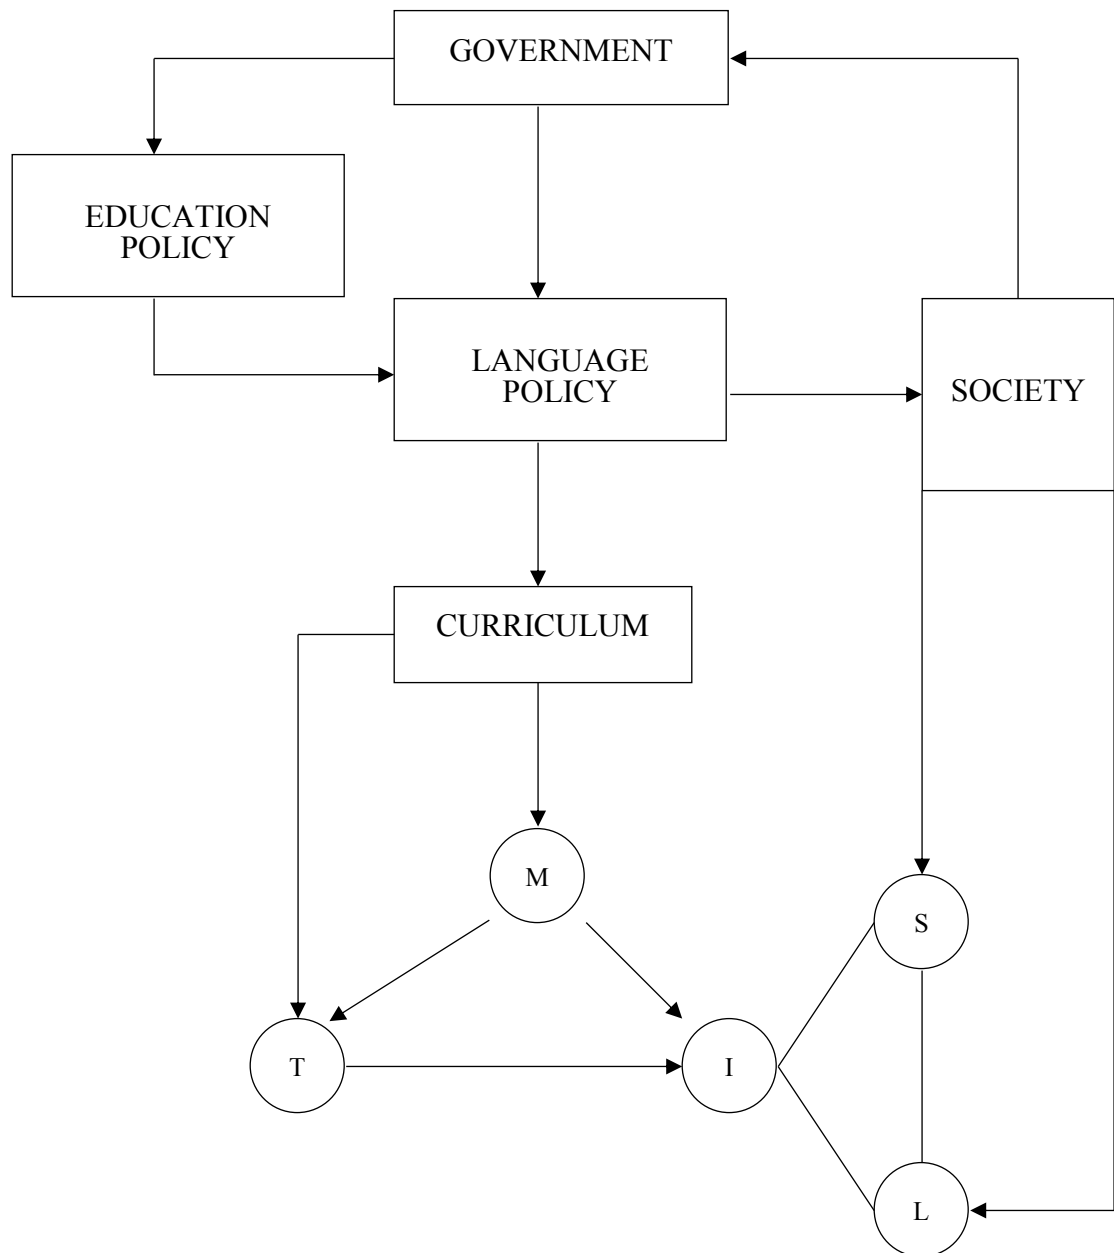 GOVERNMENT
EDUCATION
POLICY
LANGUAGE
POLICY
SOCIETY
CURRICULUM
M
S
T
I
L